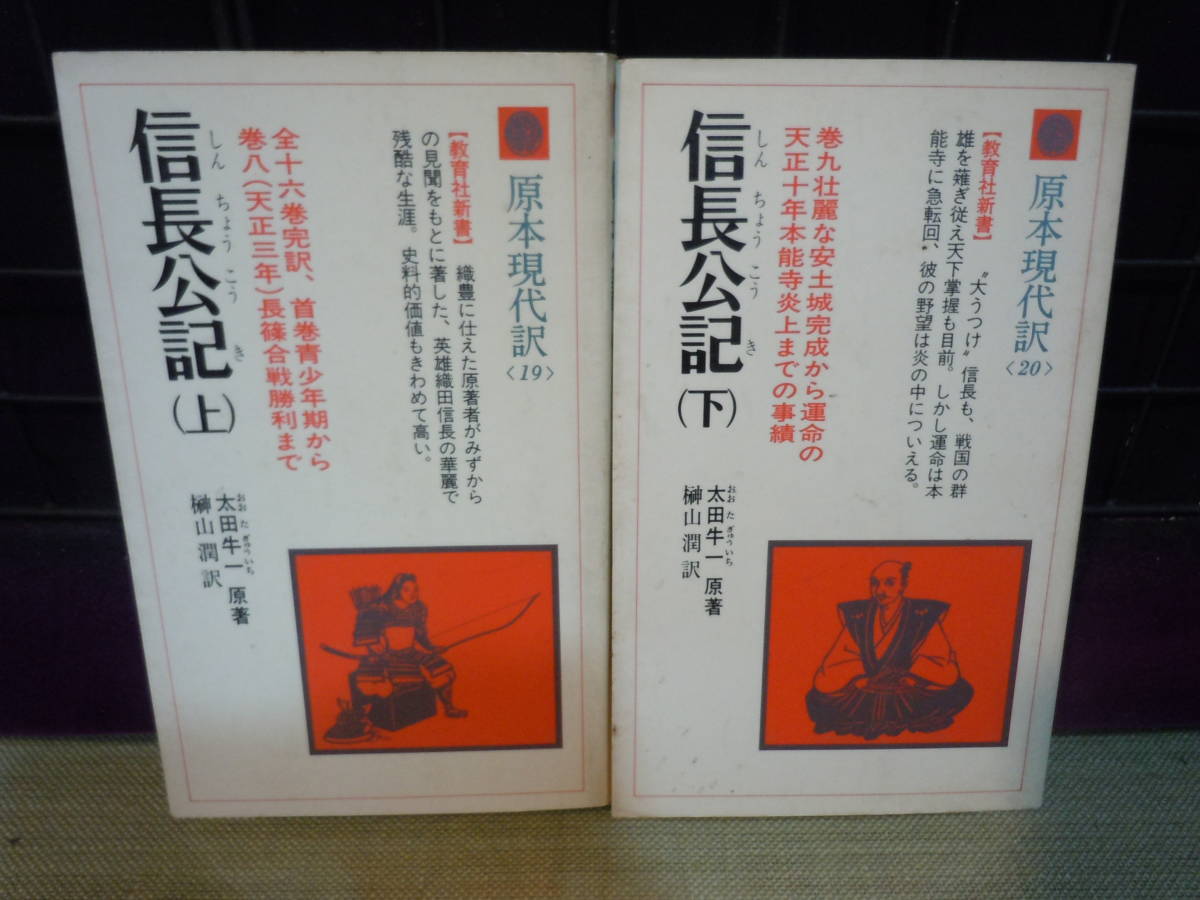 原本現代訳
〈19〉
【教育社新書】 織豊に仕えた原著者がみずから
の見聞をもとに著した、英雄織田信長の華麗で
残酷な生涯。史料的価値もきわめて高い。
全十六巻完訳、首巻青少年期から
巻八(天正三年)長篠合戦勝利まで
信長公記(上)
しんちょうこうき
おおたぎゅういち
太田牛一 原著
榊山潤 訳
原本現代訳
〈20〉
【教育社新書】 〝大うつけ〟信長も、戦国の群
雄を薙ぎ従え天下掌握も目前。しかし運命は本
能寺に急転回、彼の野望は炎の中についえる。
巻九壮麗な安土城完成から運命の
天正十年本能寺炎上までの事績
信長公記(下)
しんちょうこうき
おおたぎゅういち
太田牛一 原著
榊山潤 訳